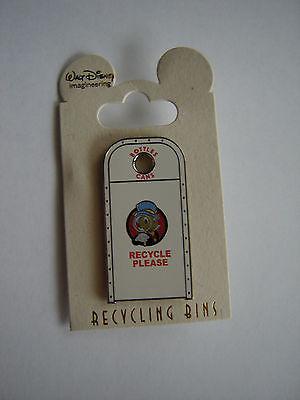 WALT DISNEY
imagineering
BOTTLES
CANS
RECYCLE
PLEASE
RECYCLING BINS